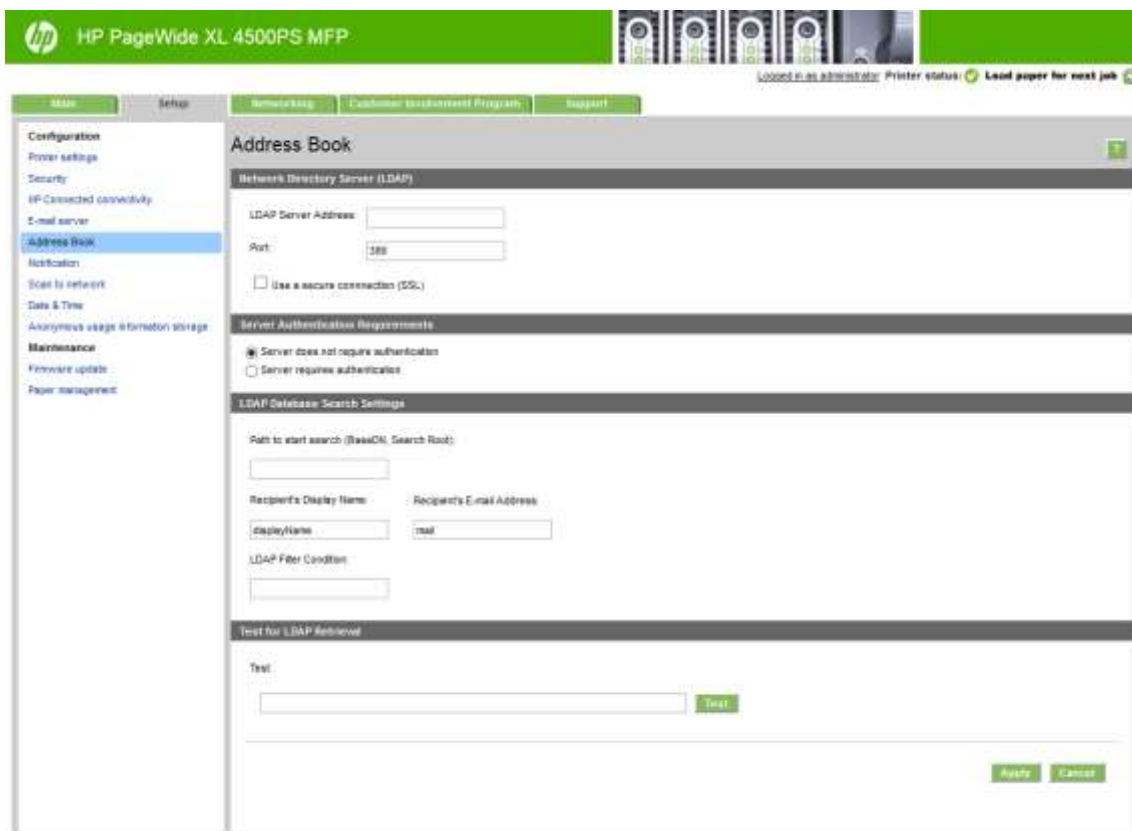 hp HP PageWide XL 4500PS MFP
Logged in as administrator Printer status: Load paper for next job
Main Setup Networking Customer Involvement Program Support
Configuration
Printer settings
Security
HP Connected connectivity
E-mail server
Address Book
Notification
Scan to network
Date & Time
Anonymous usage information storage
Maintenance
Firmware update
Paper management
Address Book ?
Network Directory Server (LDAP)
LDAP Server Address:
Port: 389
Use a secure connnection (SSL)
Server Authentication Requirements
Server does not require authentication
Server requires authentication
LDAP Database Search Settings
Path to start search (BaseDN, Search Root):
Recipient's Display Name Recipient's E-mail Address
displayName mail
LDAP Filter Condition
Test for LDAP Retrieval
Test
Test
Apply Cancel